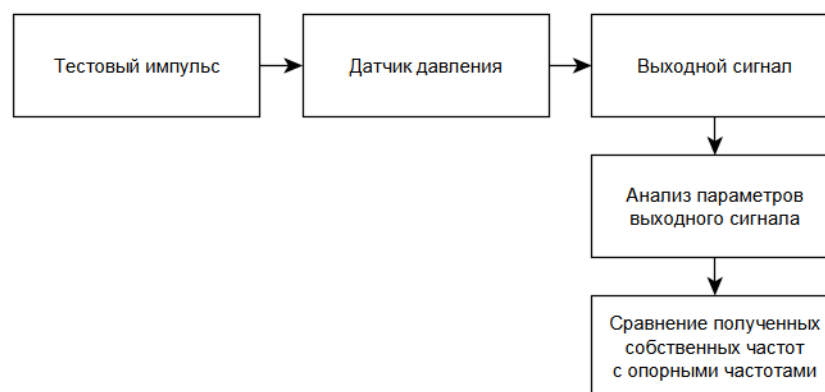 Тестовый импульс
Датчик давления
Выходной сигнал
Анализ параметров
выходного сигнала
Сравнение полученных
собственных частот
с опорными частотами